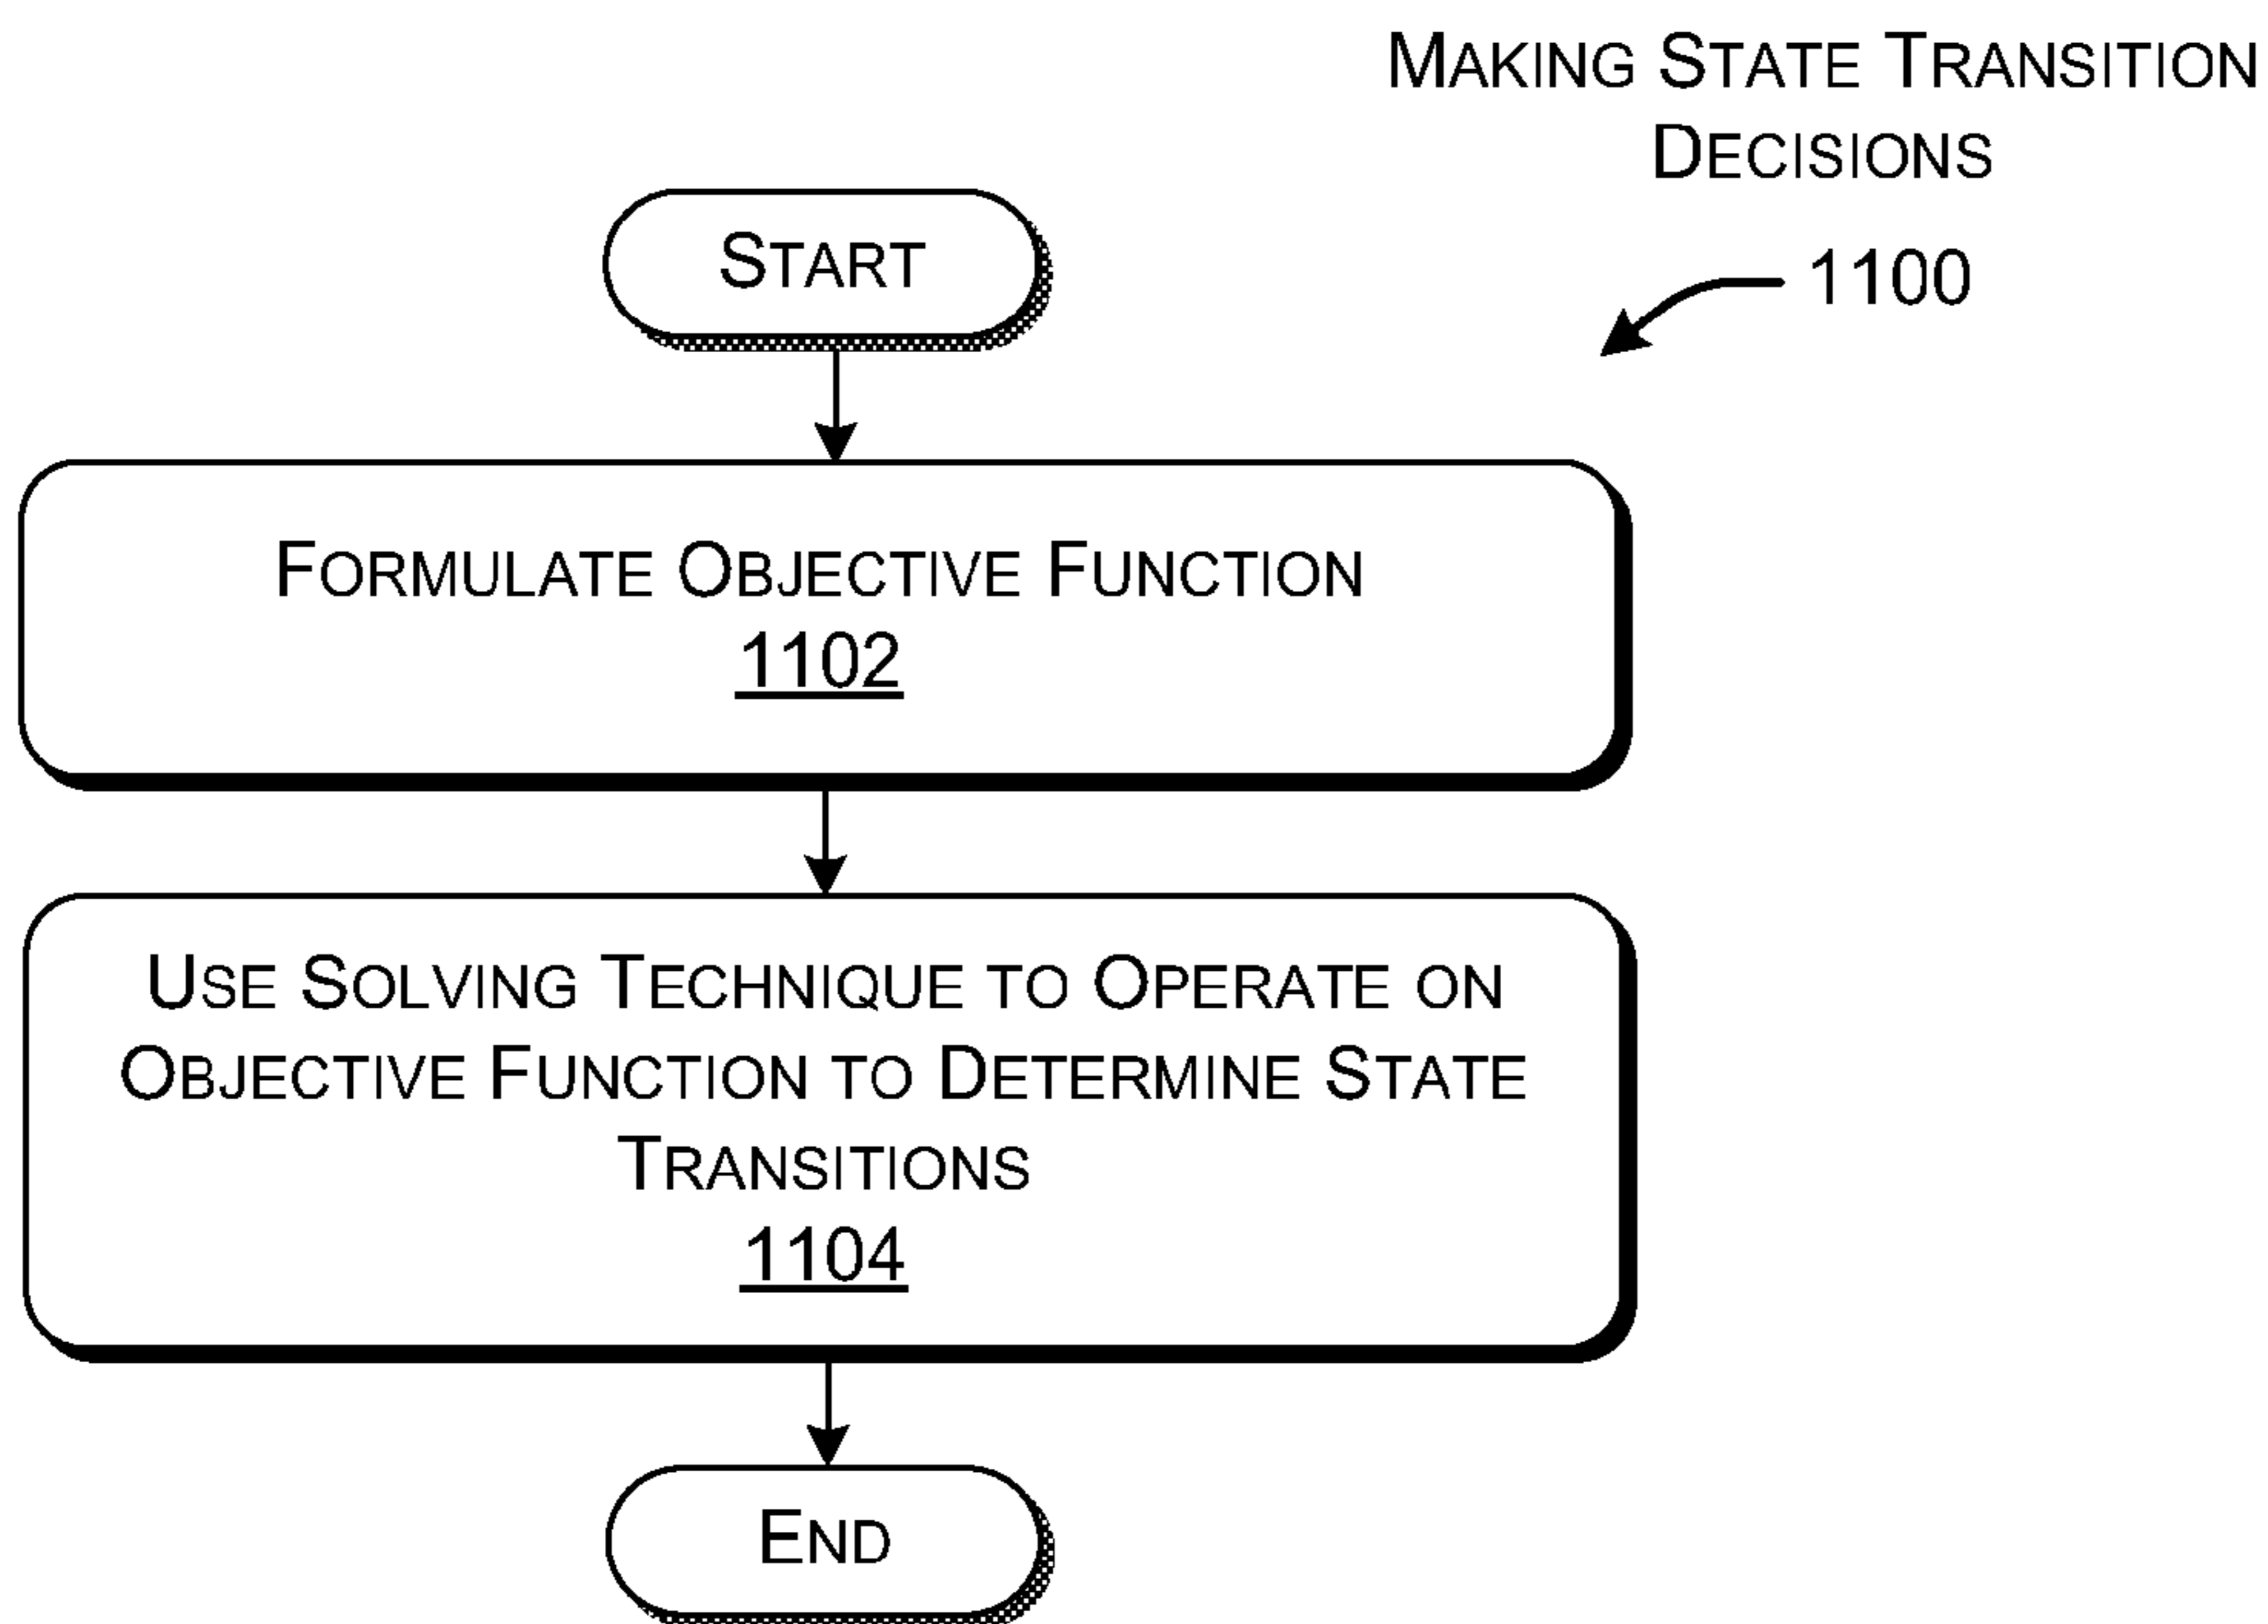 MAKING STATE TRANSITION
DECISIONS
1100
START
FORMULATE OBJECTIVE FUNCTION
1102
USE SOLVING TECHNIQUE TO OPERATE ON
OBJECTIVE FUNCTION TO DETERMINE STATE
TRANSITIONS
1104
END